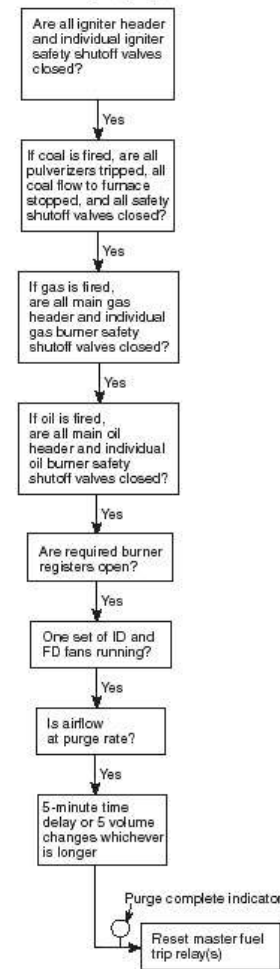 Are all igniter header
and individual igniter
safety shutoff valves
closed?
Yes
If coal is fired, are all
pulverizers tripped, all
coal flow to furnace
stopped, and all safety
shutoff valves closed?
Yes
If gas is fired,
are all main gas
header and individual
gas burner safety
shutoff valves closed?
Yes
If oil is fired,
are all main oil
header and individual
oil burner safety
shutoff valves closed?
Yes
Are required burner
registers open?
Yes
One set of ID and
FD fans running?
Yes
Is airflow
at purge rate?
Yes
5-minute time
delay or 5 volume
changes whichever
is longer
Purge complete indicator
Reset master fuel
trip relay(s)